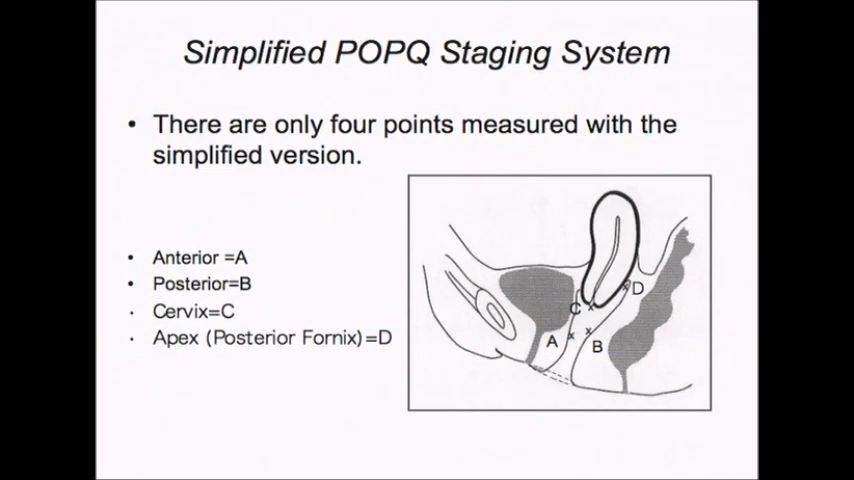 Simplified POPQ Staging System
• There are only four points measured with the
simplified version.
• Anterior =A
• Posterior=B
· Cervix=C
· Apex (Posterior Fornix)=D
D
C
A
B